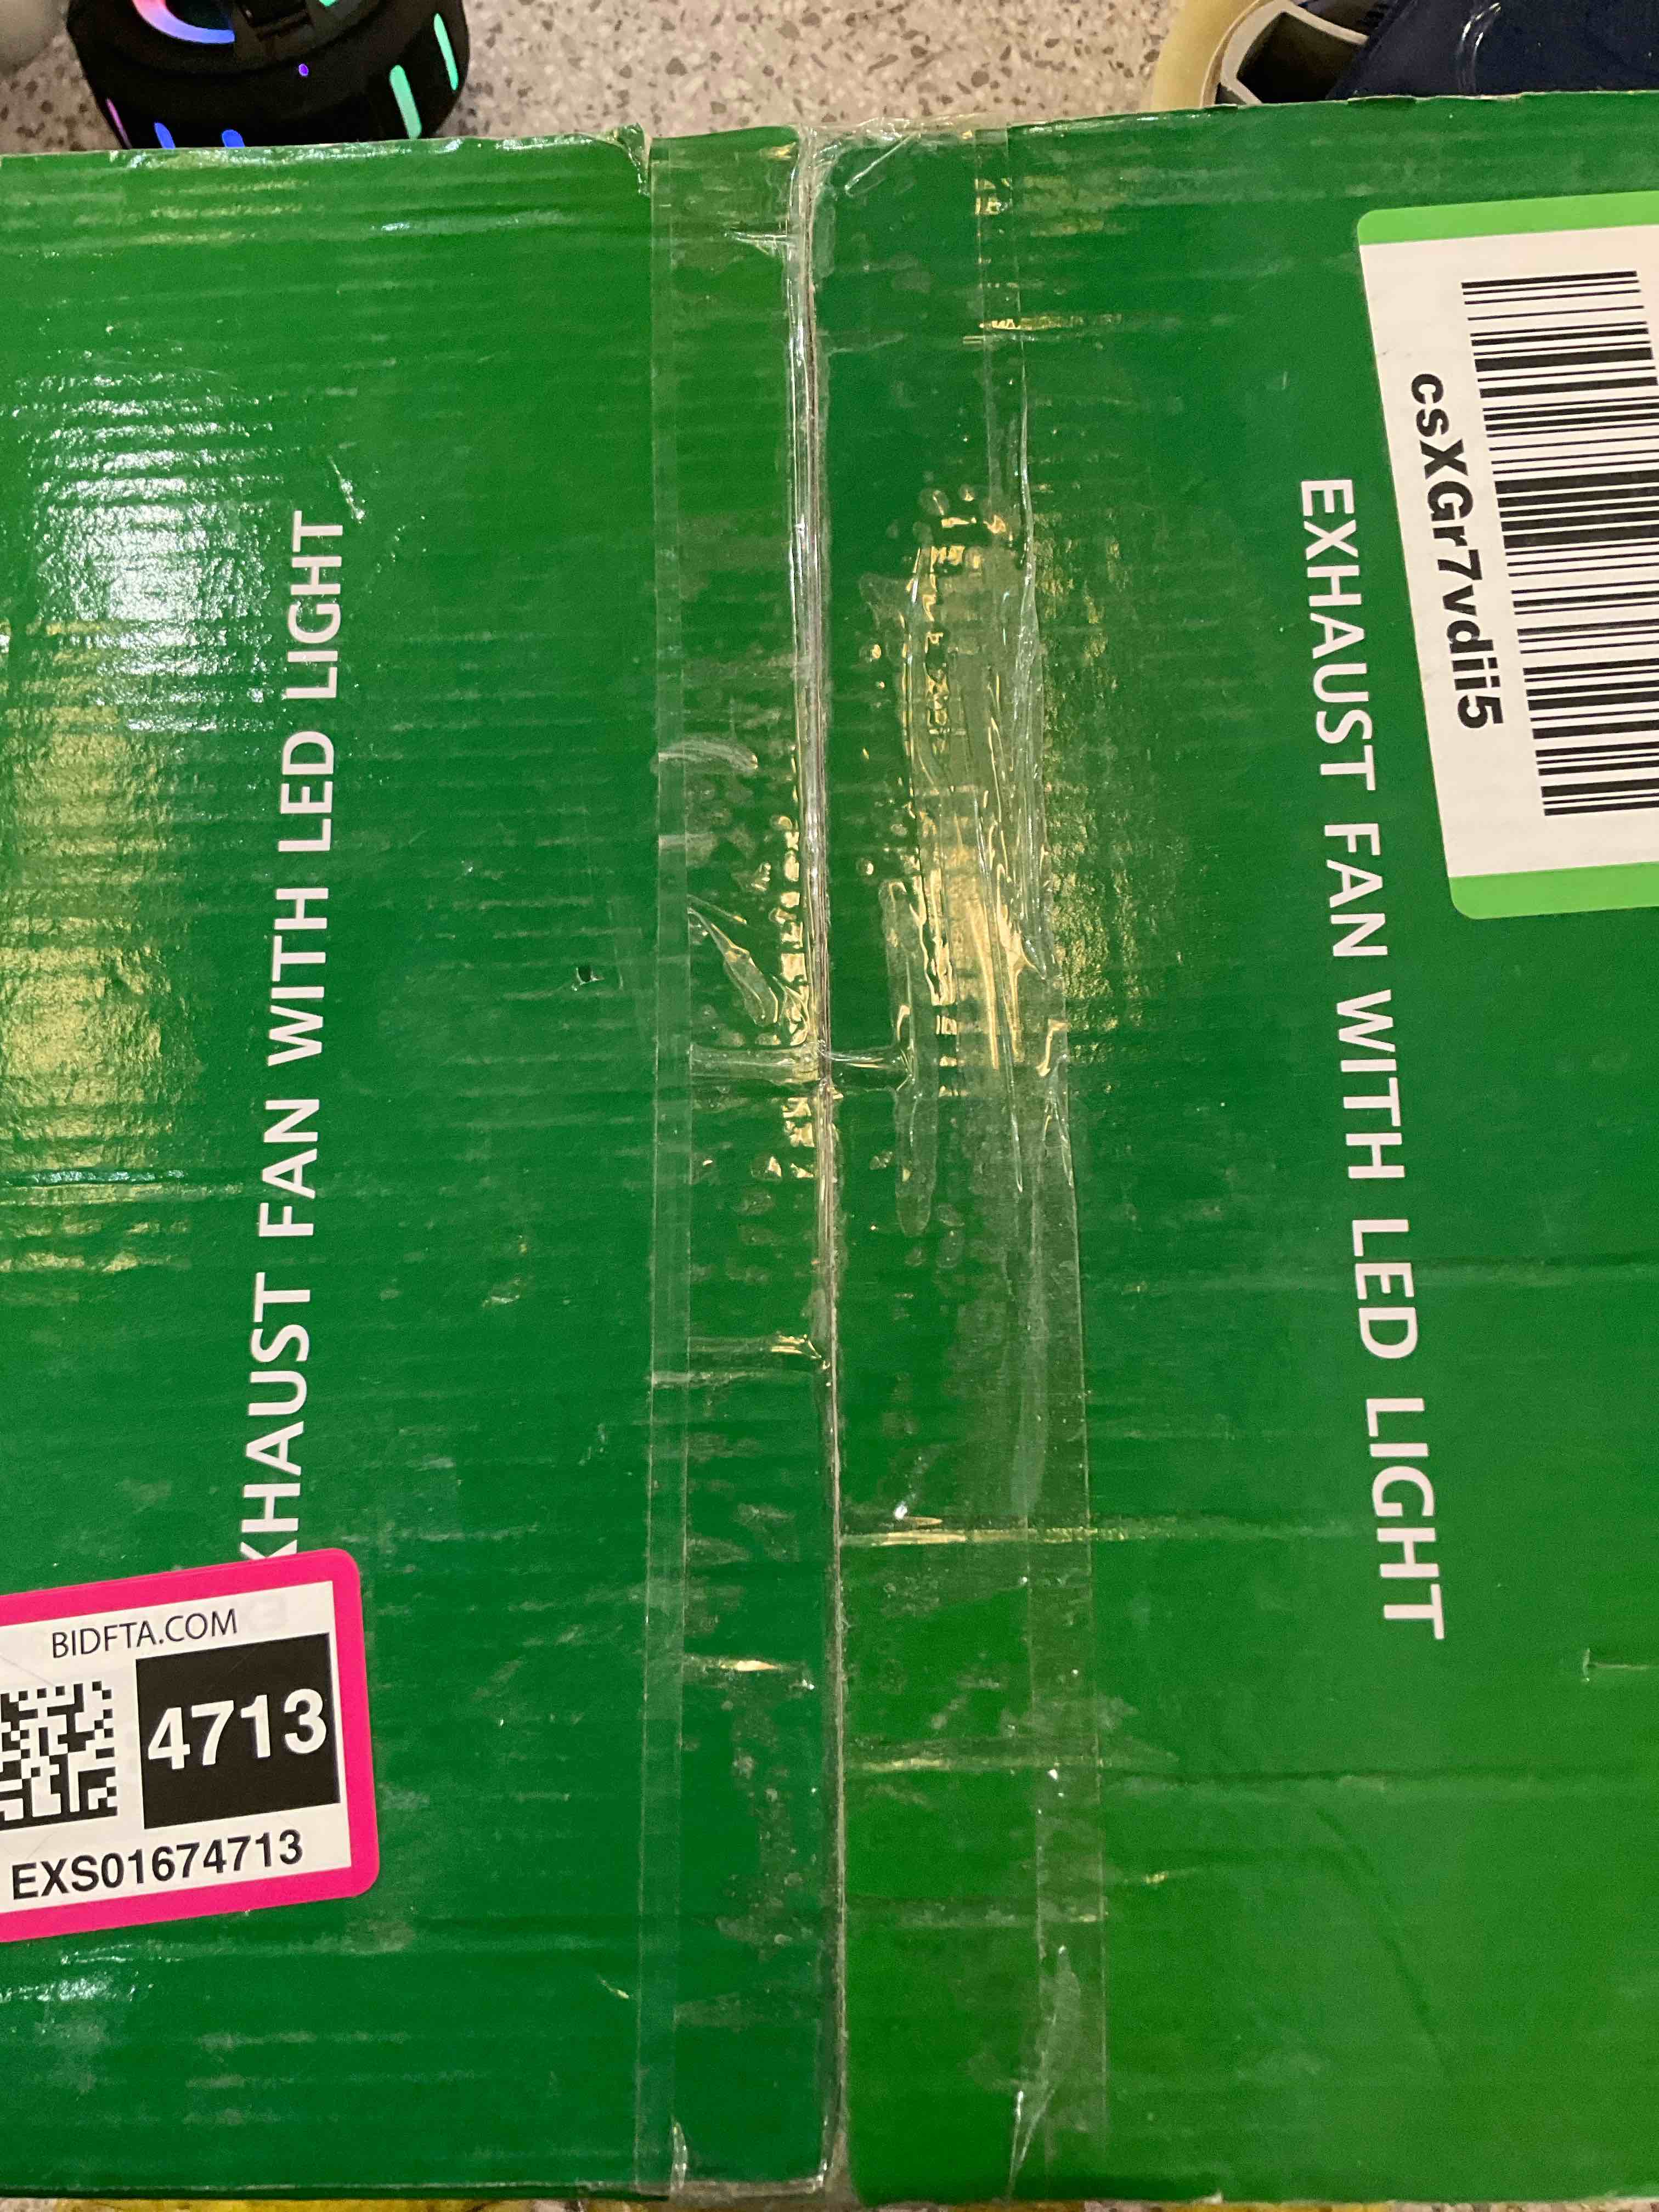 EXHAUST FAN WITH LED LIGHT
csXGr7vdii5
XHAUST FAN WITH LED LIGHT
BIDFTA.COM
4713
EXS01674713